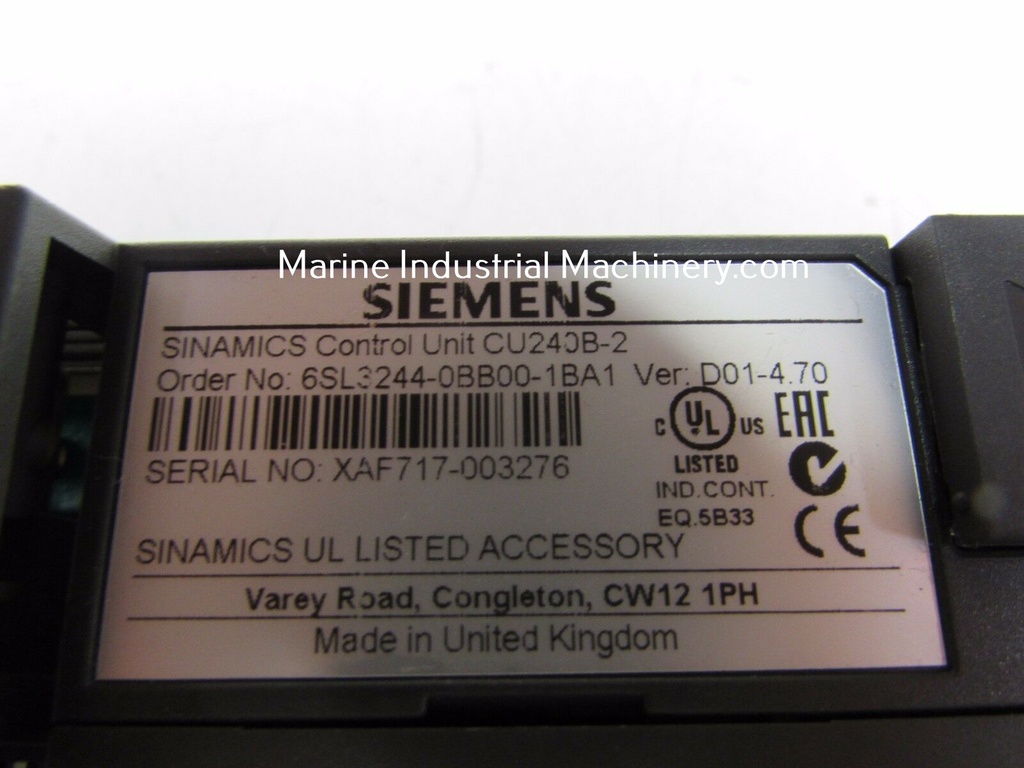 Marine Industrial Machinery.com
SIEMENS
SINAMICS Control Unit CU240B-2
Order No: 6SL3244-0BB00-1BA1 Ver: D01-4.70
C UL US EAC
LISTED
SERIAL NO: XAF717-003276
IND.CONT.
EQ.5B33
CE
SINAMICS UL LISTED ACCESSORY
Varey Road, Congleton, CW12 1PH
Made in United Kingdom